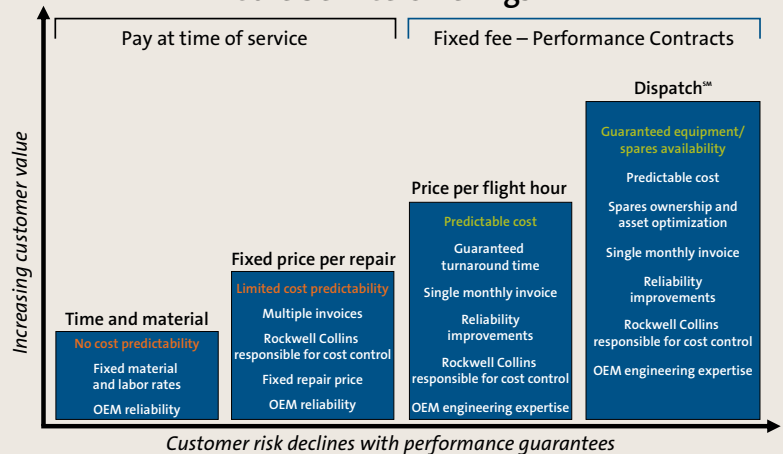 Pay at time of service
Fixed fee – Performance Contracts
Increasing customer value
Time and material
No cost predictability
Fixed material
and labor rates
OEM reliability
Fixed price per repair
Limited cost predictability
Multiple invoices
Rockwell Collins
responsible for cost control
Fixed repair price
OEM reliability
Price per flight hour
Predictable cost
Guaranteed
turnaround time
Single monthly invoice
Reliability
improvements
Rockwell Collins
responsible for cost control
OEM engineering expertise
Dispatch℠
Guaranteed equipment/
spares availability
Predictable cost
Spares ownership and
asset optimization
Single monthly invoice
Reliability
improvements
Rockwell Collins
responsible for cost control
OEM engineering expertise
Customer risk declines with performance guarantees